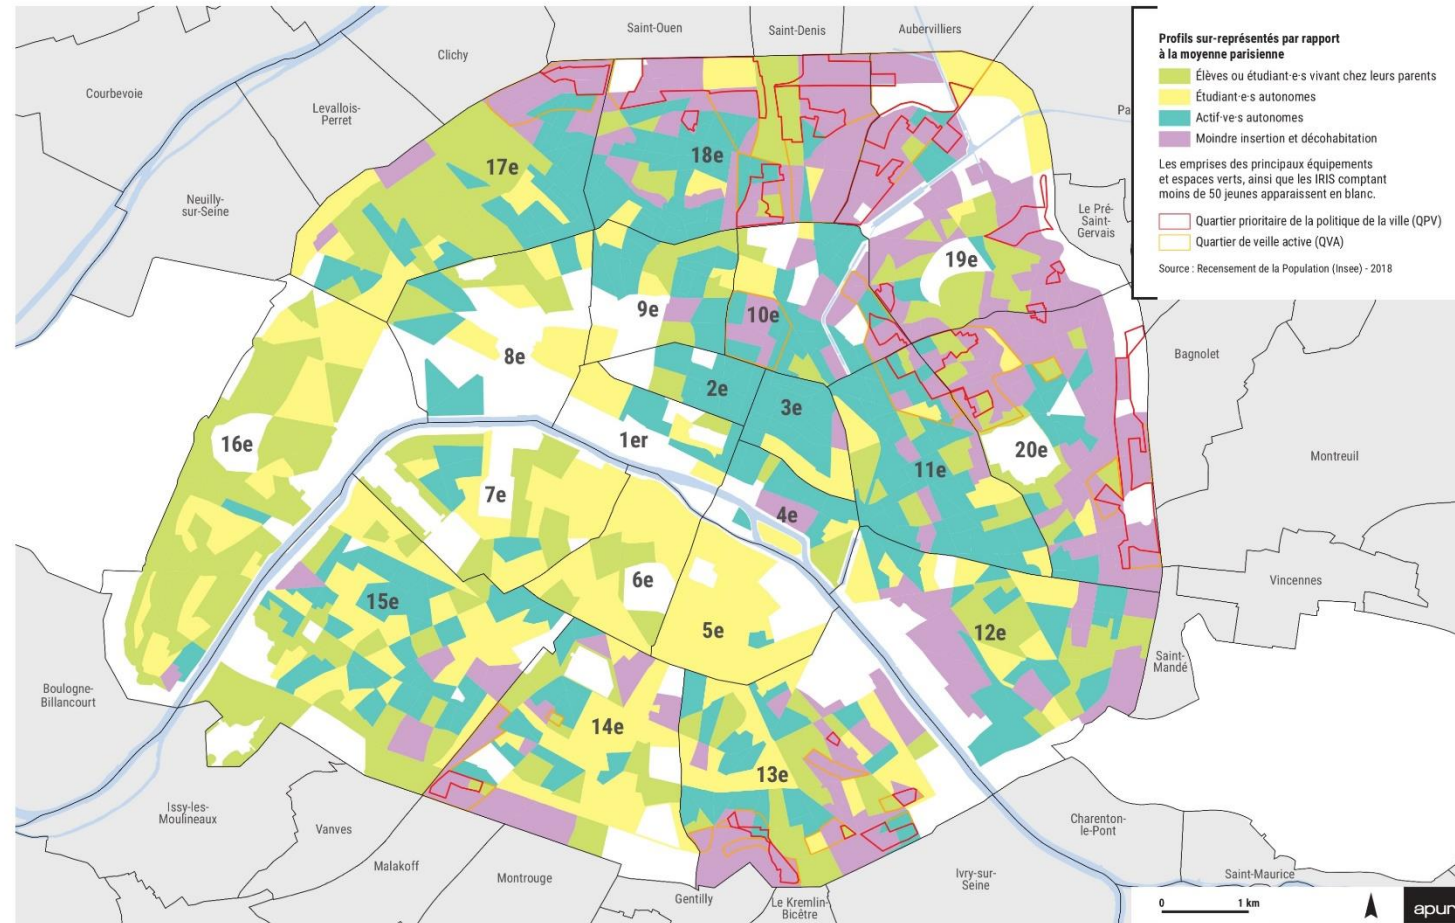 Profils sur-représentés par rapport
à la moyenne parisienne
Élèves ou étudiant·e·s vivant chez leurs parents
Étudiant·e·s autonomes
Actif·ve·s autonomes
Moindre insertion et décohabitation
Les emprises des principaux équipements
et espaces verts, ainsi que les IRIS comptant
moins de 50 jeunes apparaissent en blanc.
Quartier prioritaire de la politique de la ville (QPV)
Quartier de veille active (QVA)
Source : Recensement de la Population (Insee) - 2018
Saint-Ouen
Saint-Denis
Aubervilliers
Clichy
Courbevoie
Levallois-
Perret
Pa
Neuilly-
sur-Seine
Le Pré-
Saint-
Gervais
17e
18e
19e
9e
10e
8e
2e
3e
Bagnolet
1er
16e
20e
11e
Montreuil
7e
4e
6e
15e
5e
12e
Vincennes
Saint-
Mandé
Boulogne-
Billancourt
14e
13e
Issy-les-
Moulineaux
Vanves
Malakoff
Montrouge
Gentilly
Le Kremlin-
Bicêtre
Ivry-sur-
Seine
Charenton-
le-Pont
Saint-Maurice
0 1 km
apur